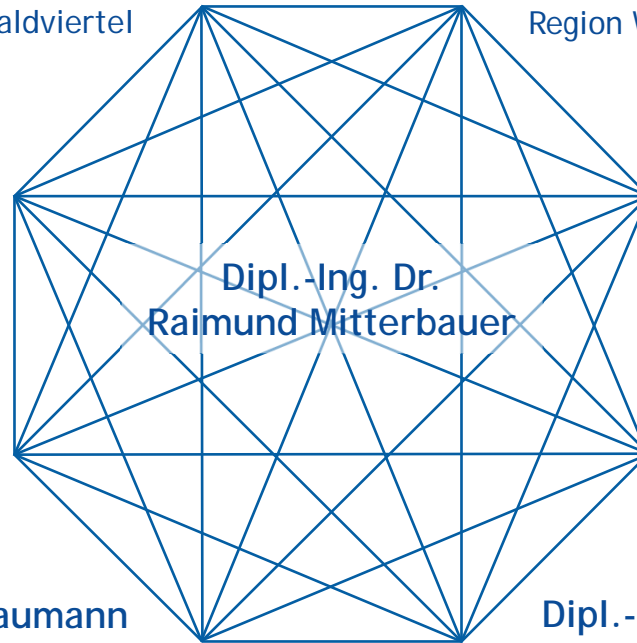 aldviertel
Region
Dipl.-Ing. Dr.
Raimund Mitterbauer
aumann
Dipl.-